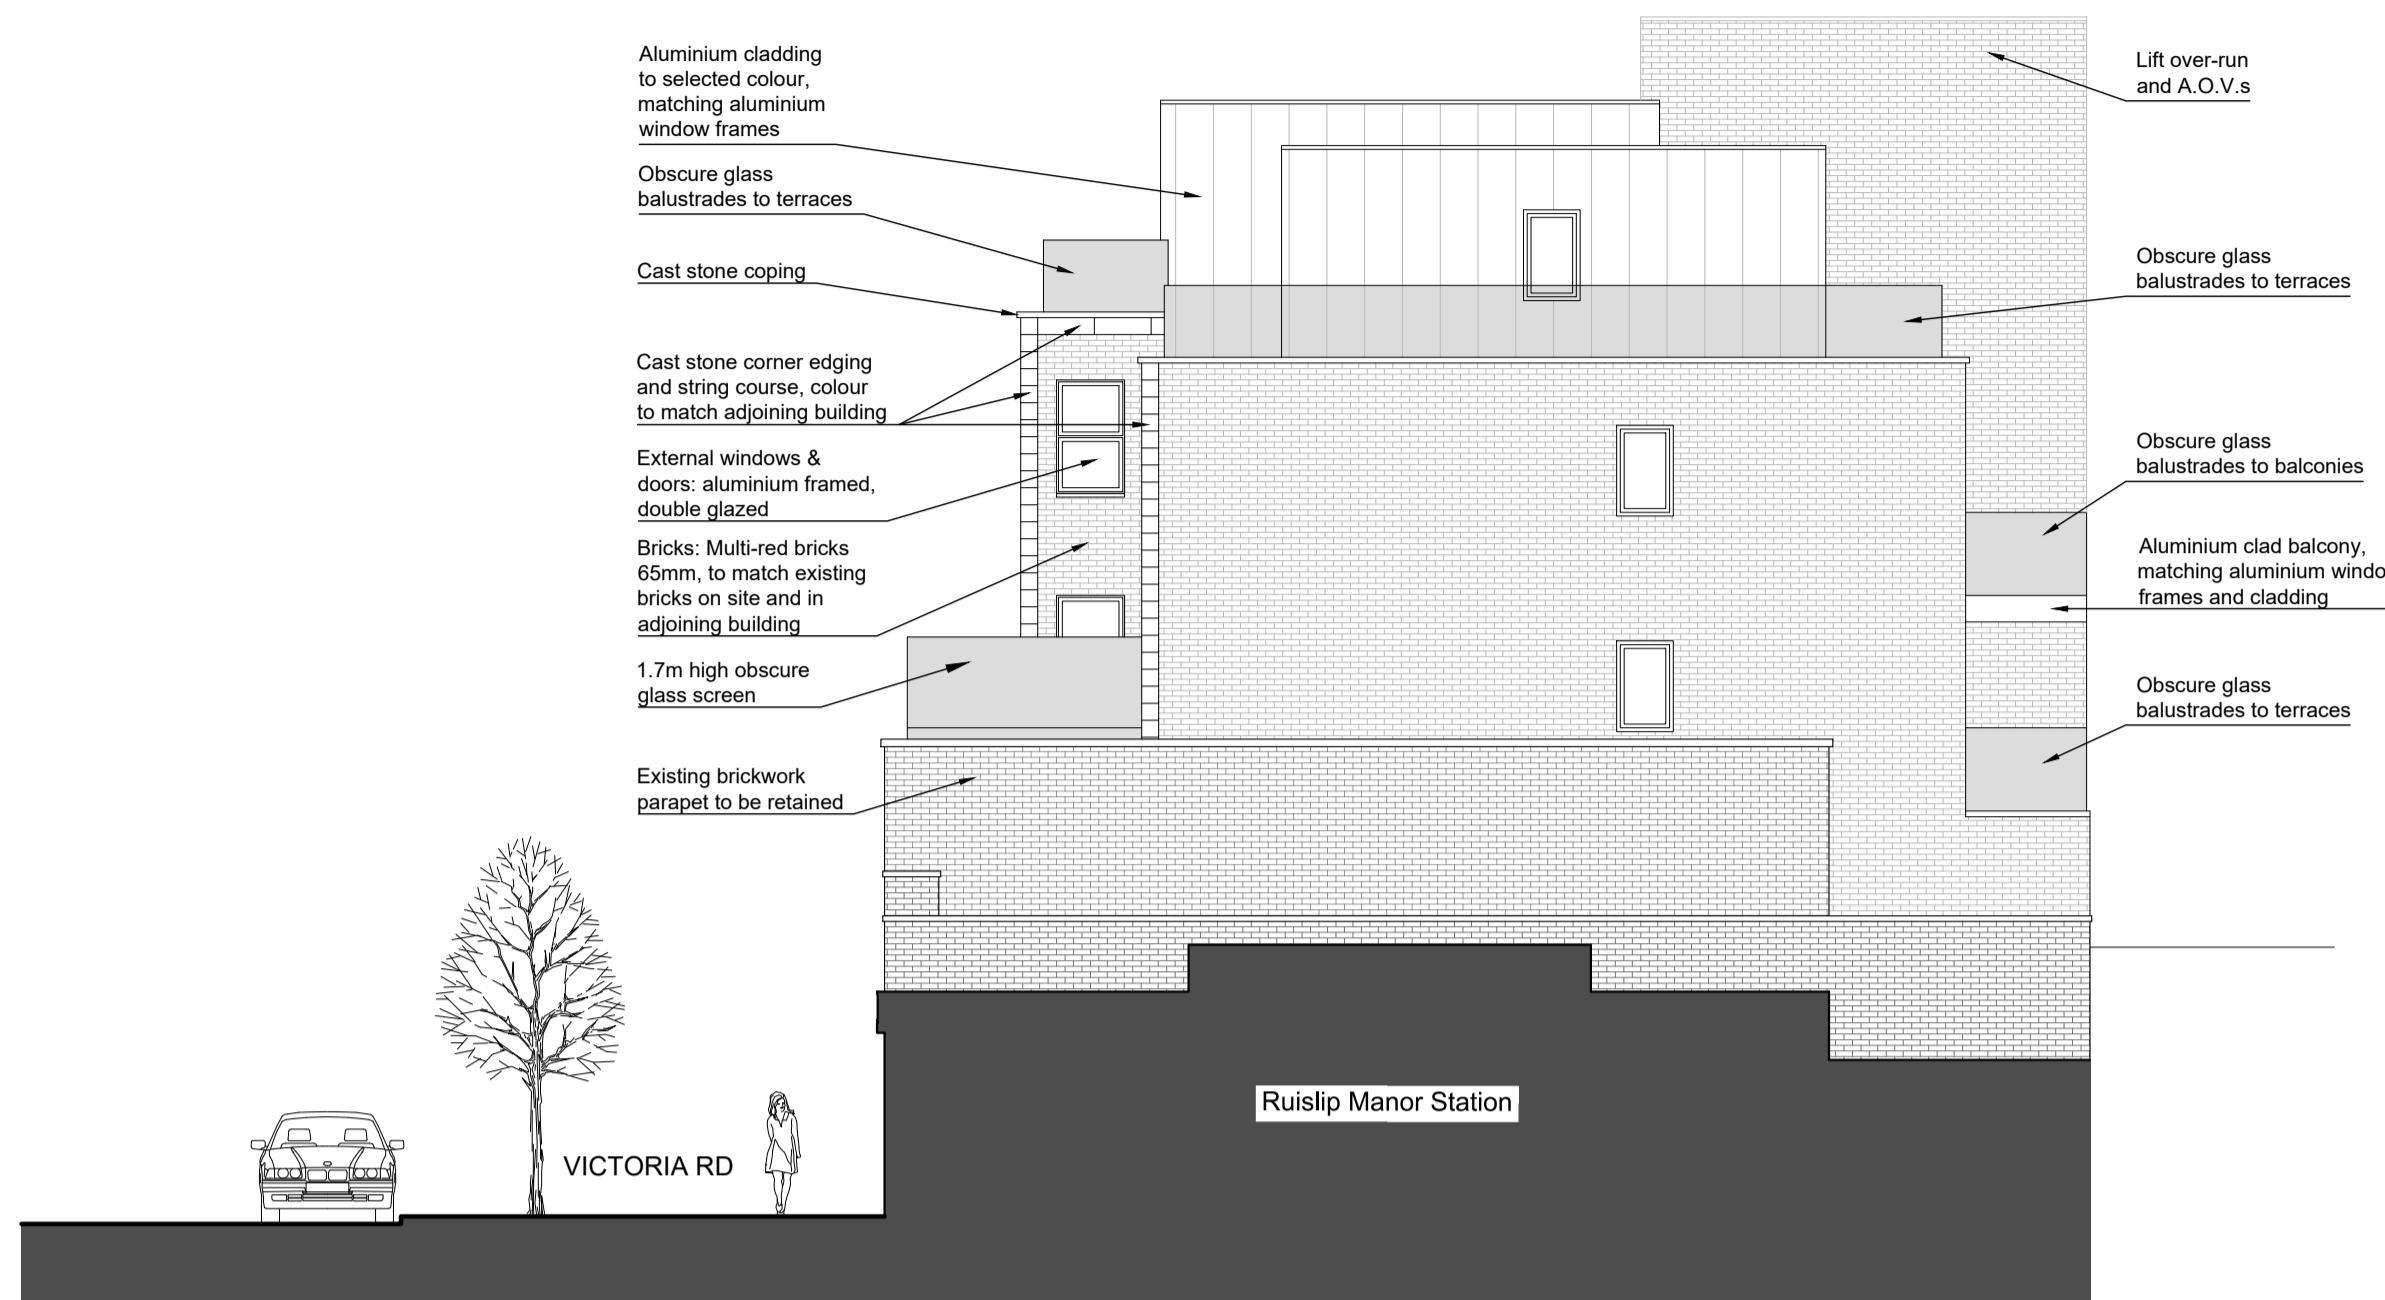 Aluminium cladding
to selected colour,
matching aluminium
window frames
Obscure glass
balustrades to terraces
Cast stone coping
Cast stone corner edging
and string course, colour
to match adjoining building
External windows &
doors: aluminium framed,
double glazed
Bricks: Multi-red bricks
65mm, to match existing
bricks on site and in
adjoining building
1.7m high obscure
glass screen
Existing brickwork
parapet to be retained
Lift over-run
and A.O.V.s
Obscure glass
balustrades to terraces
Obscure glass
balustrades to balconies
Aluminium clad balcony,
matching aluminium windo
frames and cladding
Obscure glass
balustrades to terraces
Ruislip Manor Station
VICTORIA RD